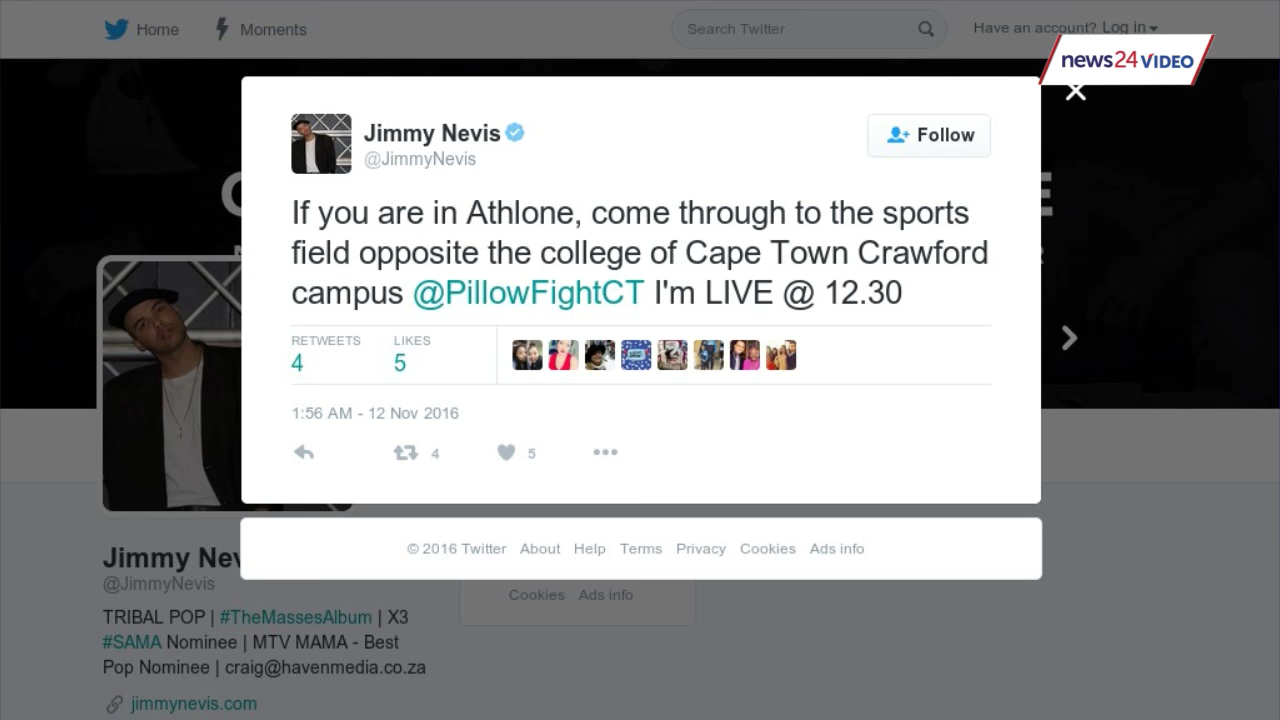 Home
Moments
Search Twitter
Have an account? Log in
news24 VIDEO
Jimmy Nevis
@JimmyNevis
Follow
If you are in Athlone, come through to the sports
field opposite the college of Cape Town Crawford
campus @PillowFightCT I'm LIVE @ 12.30
RETWEETS
4
LIKES
5
1:56 AM - 12 Nov 2016
4
5
© 2016 Twitter About Help Terms Privacy Cookies Ads info
Cookies Ads info
Jimmy Nev
@JimmyNevis
TRIBAL POP | #TheMassesAlbum | X3
#SAMA Nominee | MTV MAMA - Best
Pop Nominee | craig@havenmedia.co.za
jimmynevis.com